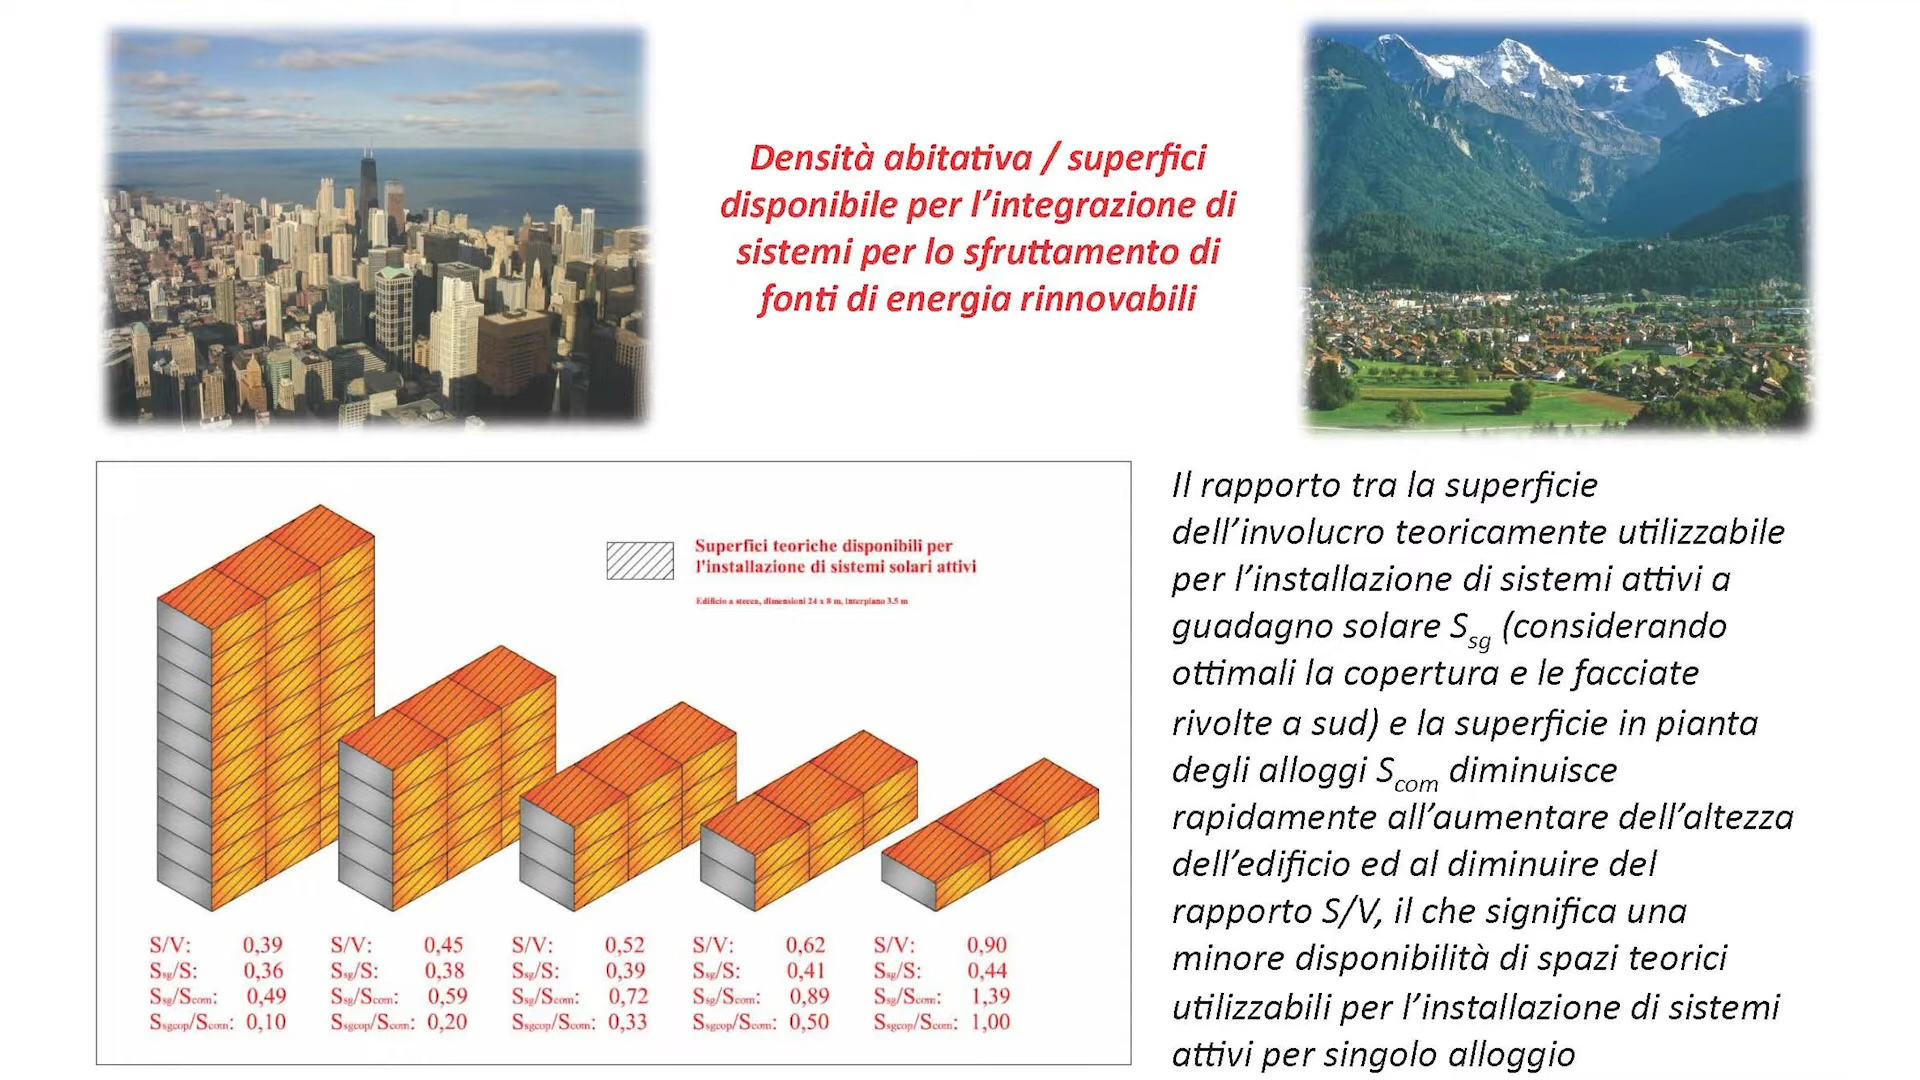 Densità abitativa / superfici
disponibile per l’integrazione di
sistemi per lo sfruttamento di
fonti di energia rinnovabili
Superfici teoriche disponibili per
l'installazione di sistemi solari attivi
Edificio a stecca, dimensioni 24 x 8 m, interpiano 3.5 m
S/V: 0,39
Ssg/S: 0,36
Ssg/Scom: 0,49
Ssgcop/Scom: 0,10
S/V: 0,45
Ssg/S: 0,38
Ssg/Scom: 0,59
Ssgcop/Scom: 0,20
S/V: 0,52
Ssg/S: 0,39
Ssg/Scom: 0,72
Ssgcop/Scom: 0,33
S/V: 0,62
Ssg/S: 0,41
Ssg/Scom: 0,89
Ssgcop/Scom: 0,50
S/V: 0,90
Ssg/S: 0,44
Ssg/Scom: 1,39
Ssgcop/Scom: 1,00
Il rapporto tra la superficie
dell’involucro teoricamente utilizzabile
per l’installazione di sistemi attivi a
guadagno solare Ssg (considerando
ottimali la copertura e le facciate
rivolte a sud) e la superficie in pianta
degli alloggi Scom diminuisce
rapidamente all’aumentare dell’altezza
dell’edificio ed al diminuire del
rapporto S/V, il che significa una
minore disponibilità di spazi teorici
utilizzabili per l’installazione di sistemi
attivi per singolo alloggio